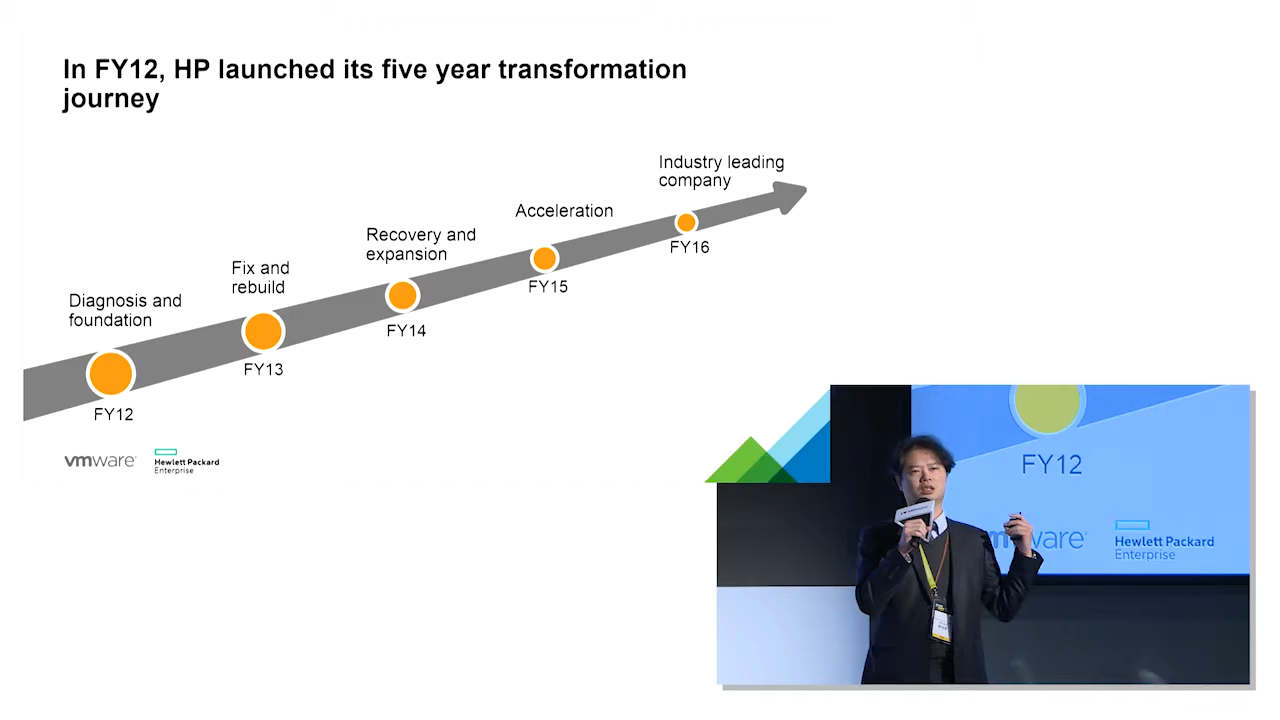 In FY12, HP launched its five year transformation
journey
Industry leading
company
Acceleration
FY16
Recovery and
expansion
FY15
Fix and
rebuild
FY14
Diagnosis and
foundation
FY13
FY12
vmware
Hewlett Packard
Enterprise
FY12
vmware
Hewlett Packard
Enterprise